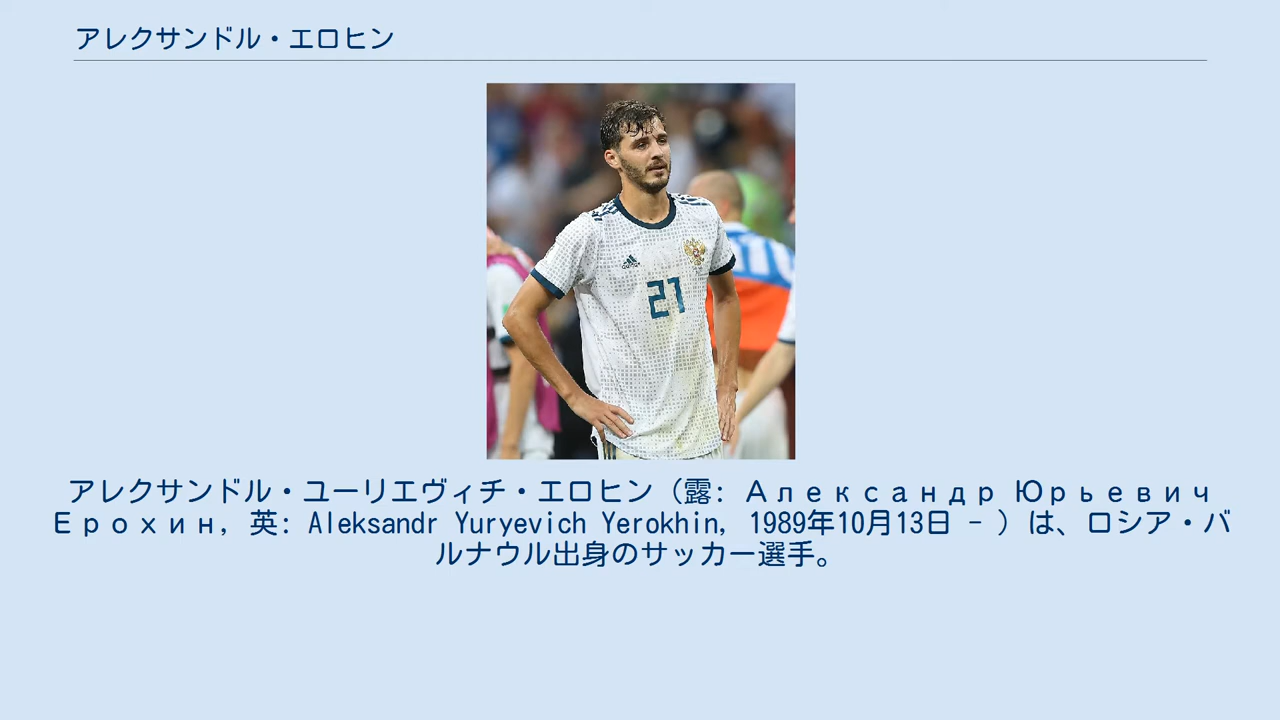 アレクサンドル・エロヒン
21
アレクサンドル・ユーリエヴィチ・エロヒン（露: Александр Юрьевич
Ерохин, 英: Aleksandr Yuryevich Yerokhin, 1989年10月13日 - ）は、ロシア・バ
ルナウル出身のサッカー選手。